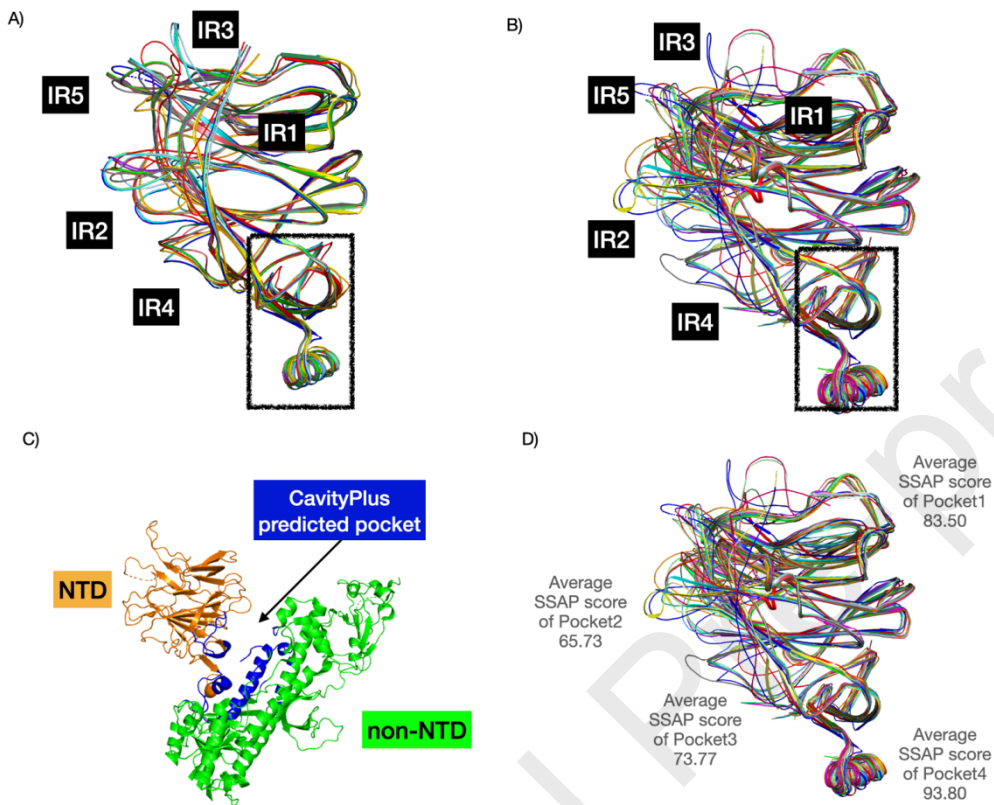 A)
IR3
IR5
IR1
IR2
IR4
B)
IR3
IR5
IR1
IR2
IR4
C)
CavityPlus
predicted pocket
NTD
non-NTD
D)
Average
SSAP score
of Pocket1
83.50
Average
SSAP score
of Pocket2
65.73
Average
SSAP score
of Pocket3
73.77
Average
SSAP score
of Pocket4
93.80